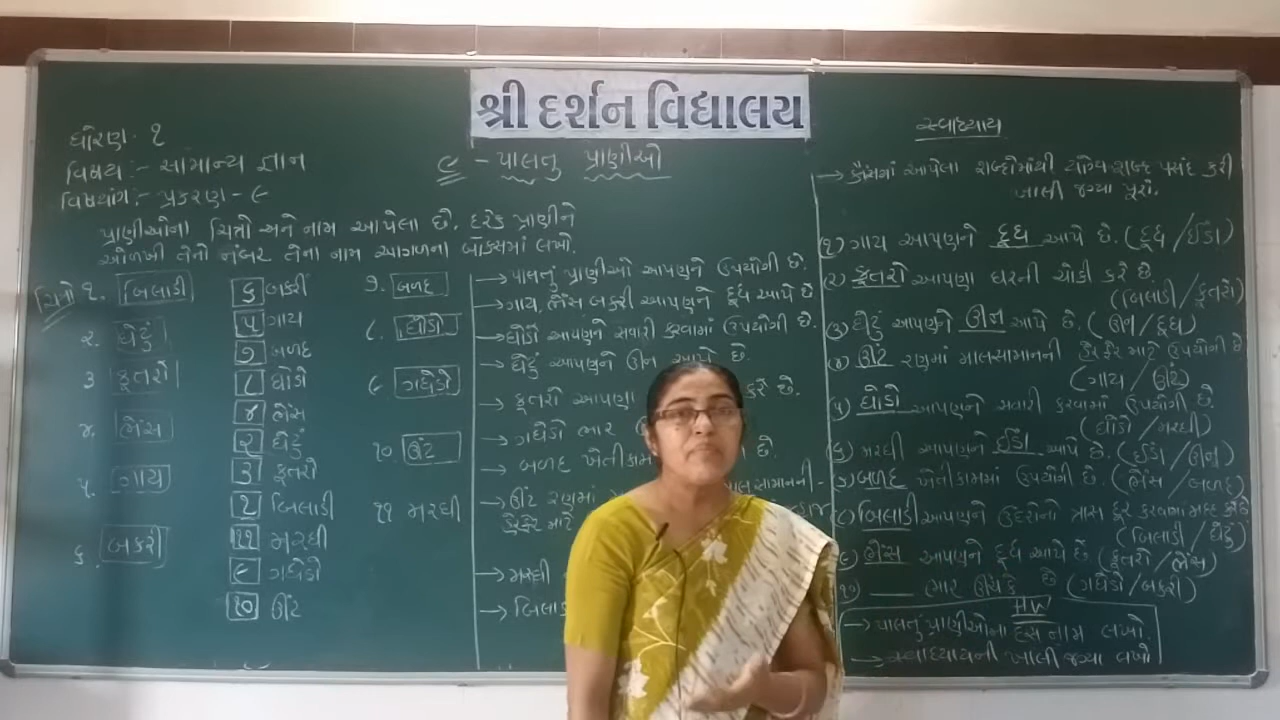 શ્રી દર્શન વિદ્યાલય
ધોરણ - ૧
વિષય :- સામાન્ય જ્ઞાન
વિષયાંગ :- પ્રકરણ - ૯
૯ - પાલતુ પ્રાણીઓ
પ્રાણીઓના ચિત્રો અને નામ આપેલા છે. દરેક પ્રાણીને
ઓળખી તેનો નંબર તેના નામ આગળના બોક્સમાં લખો.
ચિત્રો
૧. બિલાડી
૨. ઘેટું
૩ કૂતરો
૪. ભેંસ
૫. ગાય
૬. બકરી
૬ બકરી
૫ ગાય
૭ બળદ
૮ ઘોડો
૪ ભેંસ
૨ ઘેટું
૩ કૂતરો
૧ બિલાડી
૧૧ મરઘી
૯ ગધેડો
૧૦ ઊંટ
૭. બળદ
૮. ઘોડો
૯ ગધેડો
૧૦. ઊંટ
૧૧ મરઘી
→ પાલતું પ્રાણીઓ આપણને ઉપયોગી છે.
→ ગાય, ભેંસ બકરી આપણને દૂધ આપે છે
→ ઘોડો આપણને સવારી કરવામાં ઉપયોગી છે.
→ ઘેટું આપણને ઊન આપે છે.
→ કૂતરો આપણા કરે છે.
→ ગધેડો ભાર
→ બળદ ખેતીકામ છે.
→ ઊંટ રણમાં માલસામાનની
હેરફેર માટે
→ મરઘી
→ બિલાડ
સ્વાધ્યાય
→ કૌંસમાં આપેલા શબ્દોમાંથી યોગ્ય શબ્દ પસંદ કરી
ખાલી જગ્યા પૂરો.
(૧) ગાય આપણને દૂધ આપે છે. (દૂધ / ઈંડા)
(૨) કૂતરો આપણા ઘરની ચોકી કરે છે
(બિલાડી / કૂતરો)
(૩) ઘેટું આપણને ઊન આપે છે. (ઊન / દૂધ)
(૪) ઊંટ રણમાં માલસામાનની હેરફેર માટે ઉપયોગી છે
(ગાય / ઊંટ)
(૫) ઘોડો આપણને સવારી કરવામાં ઉપયોગી છે.
(ઘોડો / મરઘી)
(૬) મરઘી આપણને ઈંડા આપે છે. (ઈંડા / ઊન)
(૭) બળદ ખેતીકામમાં ઉપયોગી છે. (ભેંસ / બળદ)
(૮) બિલાડી આપણને ઉંદરોનો ત્રાસ દૂર કરવામાં મદદ કરે છે
(બિલાડી / ઘેટું)
(૯) ભેંસ આપણને દૂધ આપે છે (કૂતરો / ભેંસ)
(૧૦) ____ ભાર ઊંચકે છે (ગધેડો / બકરી)
HW
→ પાલતું પ્રાણીઓના દસ નામ લખો.
→ સ્વાધ્યાયની ખાલી જગ્યા લખો